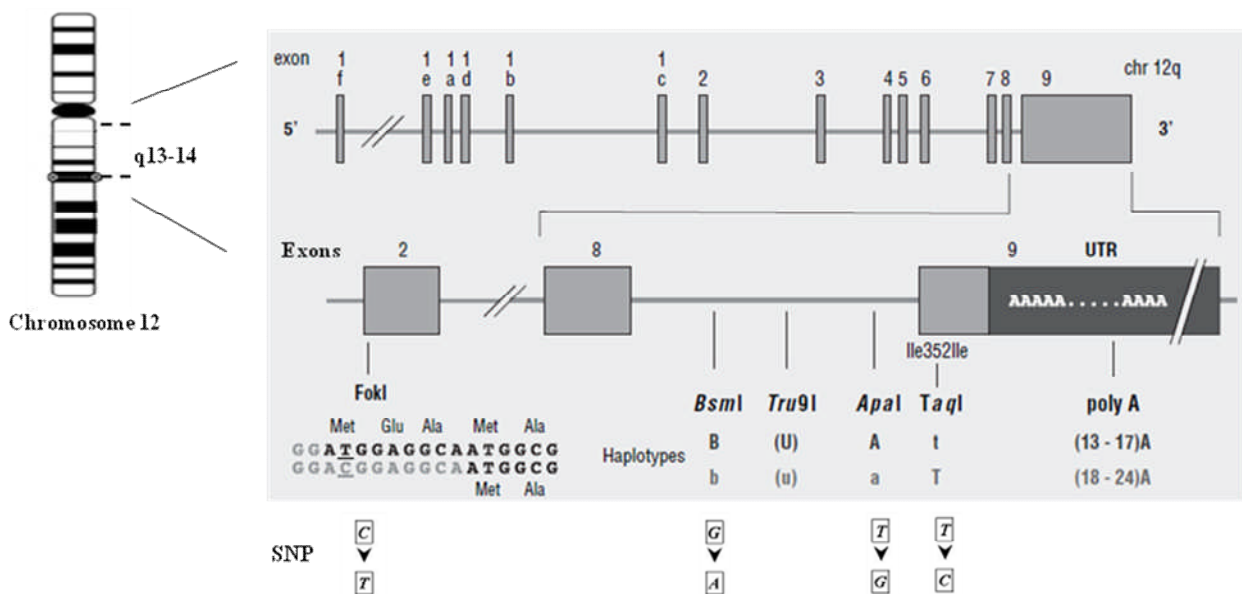 exon 1 1 1 1 1 1
f e a d b c 2 3 4 5 6 7 8 9 chr 12q
5’ 3’
q13-14
Chromosome 12
Exons 2 8 9 UTR
AAAAA.....AAAA
Ile352Ile
FokI BsmI Tru9I ApaI TaqI poly A
Met Glu Ala Met Ala
GGATGGAGGCAATGGCG
GGACGGAGGCAATGGCG
Met Ala
Haplotypes B (U) A t (13 - 17)A
b (u) a T (18 - 24)A
SNP
C G T T
T A G C